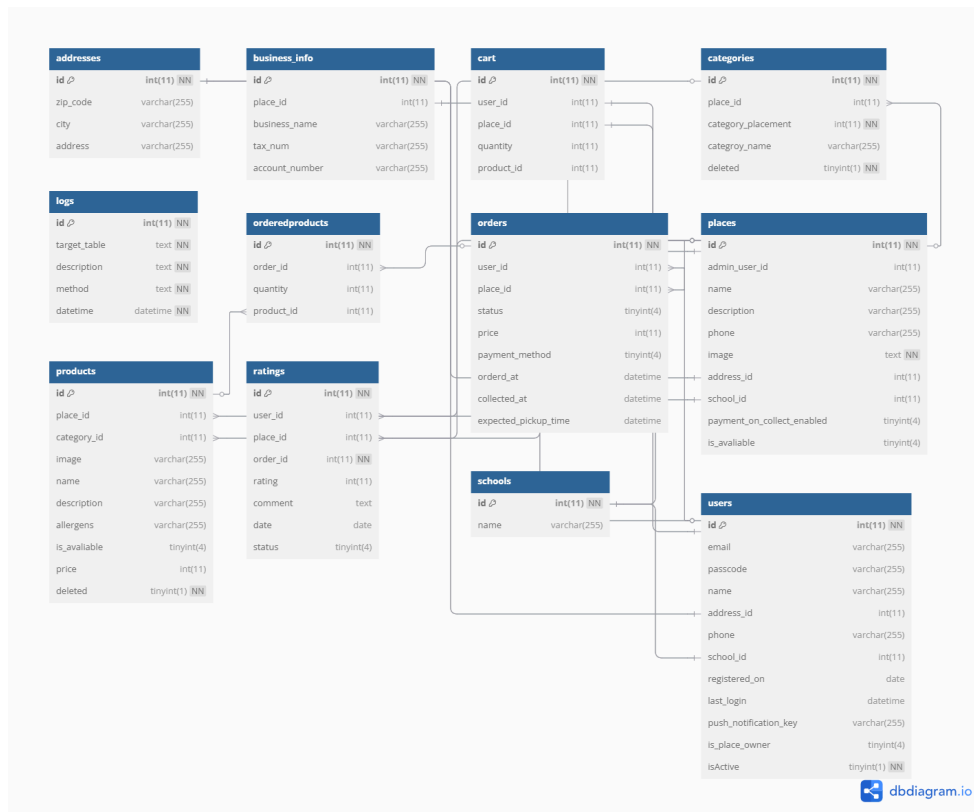 addresses
id int(11) NN
zip_code varchar(255)
city varchar(255)
address varchar(255)
business_info
id int(11) NN
place_id int(11)
business_name varchar(255)
tax_num varchar(255)
account_number varchar(255)
cart
id int(11) NN
user_id int(11)
place_id int(11)
quantity int(11)
product_id int(11)
categories
id int(11) NN
place_id int(11)
category_placement int(11) NN
categroy_name varchar(255)
deleted tinyint(1) NN
logs
id int(11) NN
target_table text NN
description text NN
method text NN
datetime datetime NN
orderedproducts
id int(11) NN
order_id int(11)
quantity int(11)
product_id int(11)
orders
id int(11) NN
user_id int(11)
place_id int(11)
status tinyint(4)
price int(11)
payment_method tinyint(4)
orderd_at datetime
collected_at datetime
expected_pickup_time datetime
places
id int(11) NN
admin_user_id int(11)
name varchar(255)
description varchar(255)
phone varchar(255)
image text NN
address_id int(11)
school_id int(11)
payment_on_collect_enabled tinyint(4)
is_avaliable tinyint(4)
products
id int(11) NN
place_id int(11)
category_id int(11)
image varchar(255)
name varchar(255)
description varchar(255)
allergens varchar(255)
is_avaliable tinyint(4)
price int(11)
deleted tinyint(1) NN
ratings
id int(11) NN
user_id int(11)
place_id int(11)
order_id int(11) NN
rating int(11)
comment text
date date
status tinyint(4)
schools
id int(11) NN
name varchar(255)
users
id int(11) NN
email varchar(255)
passcode varchar(255)
name varchar(255)
address_id int(11)
phone varchar(255)
school_id int(11)
registered_on date
last_login datetime
push_notification_key varchar(255)
is_place_owner tinyint(4)
isActive tinyint(1) NN
dbdiagram.io